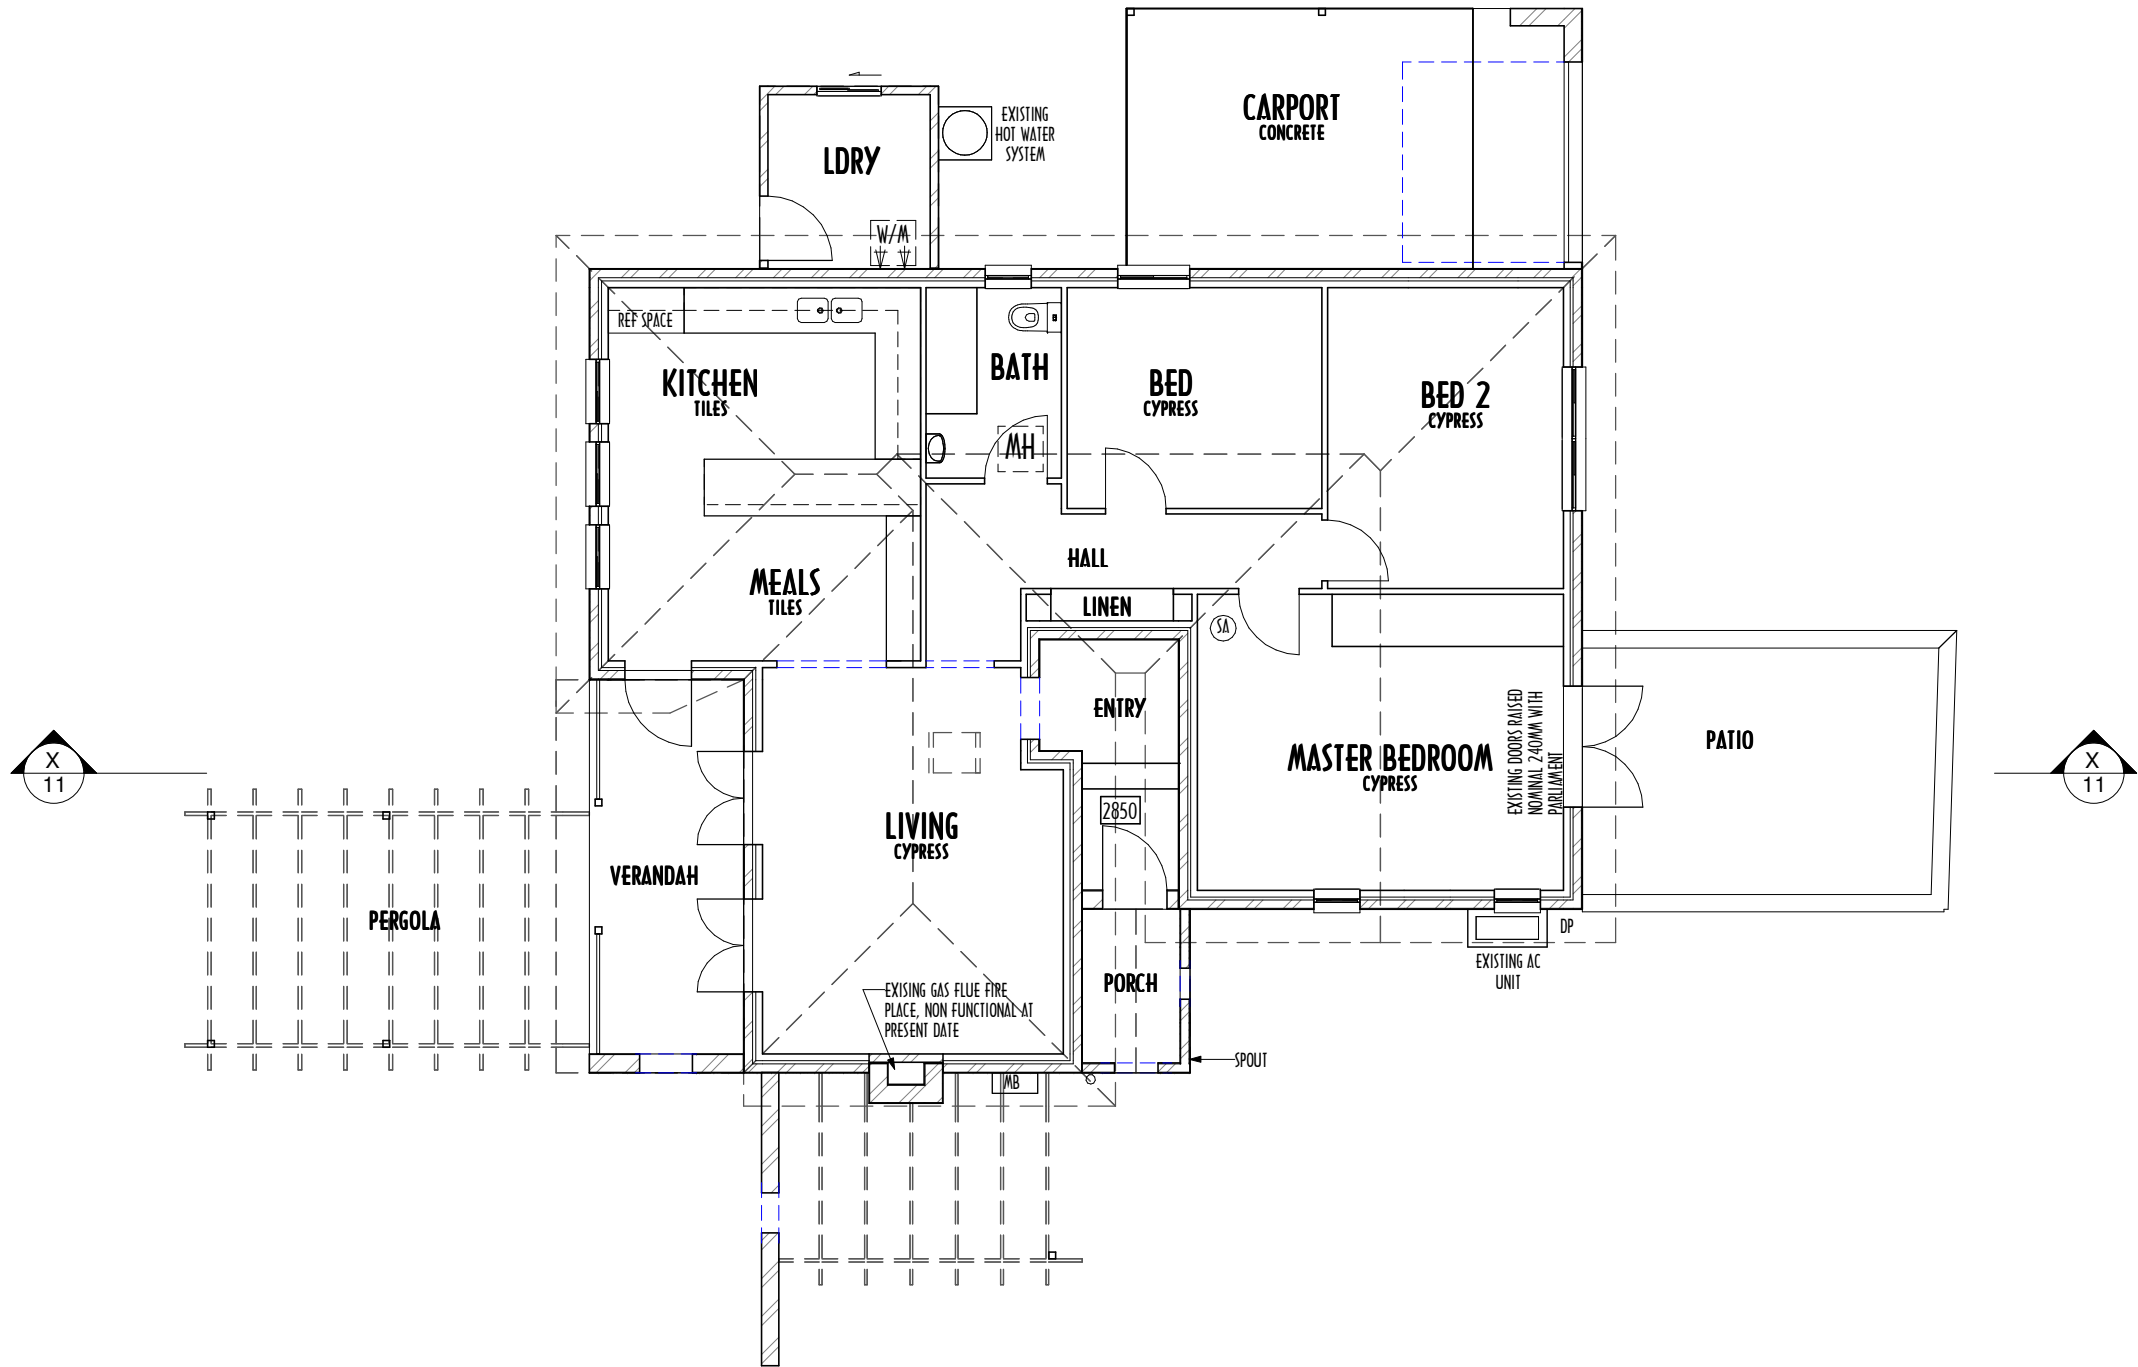 CARPORT
CONCRETE
EXISTING
HOT WATER
SYSTEM
LDRY
W/M
REF SPACE
KITCHEN
TILES
BATH
MH
BED
CYPRESS
BED 2
CYPRESS
HALL
MEALS
TILES
LINEN
SA
ENTRY
EXISTING DOORS RAISED
NOMINAL 240MM WITH
PARLIAMENT
PATIO
MASTER BEDROOM
CYPRESS
X
11
X
11
2850
LIVING
CYPRESS
VERANDAH
PERGOLA
DP
EXISTING AC
UNIT
PORCH
EXISING GAS FLUE FIRE
PLACE, NON FUNCTIONAL AT
PRESENT DATE
SPOUT
MB